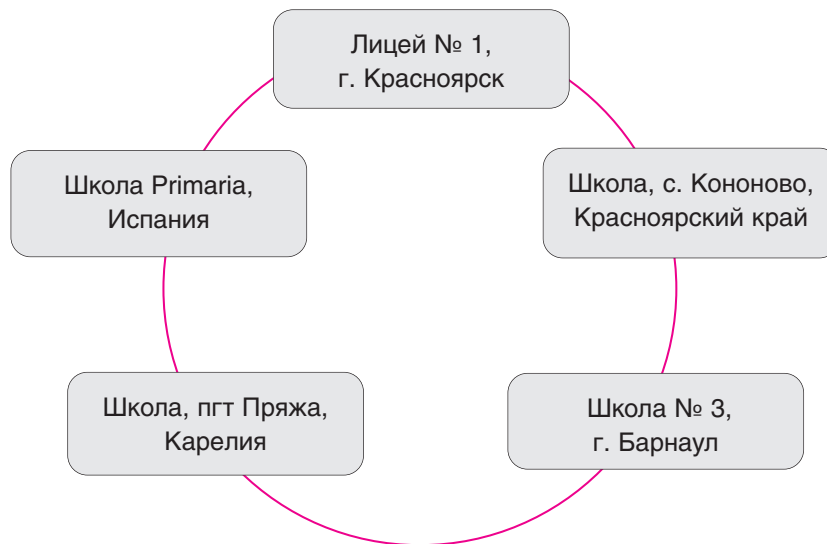 Лицей № 1,
г. Красноярск
Школа Primaria,
Испания
Школа, с. Кононово,
Красноярский край
Школа, пгт Пряжа,
Карелия
Школа № 3,
г. Барнаул